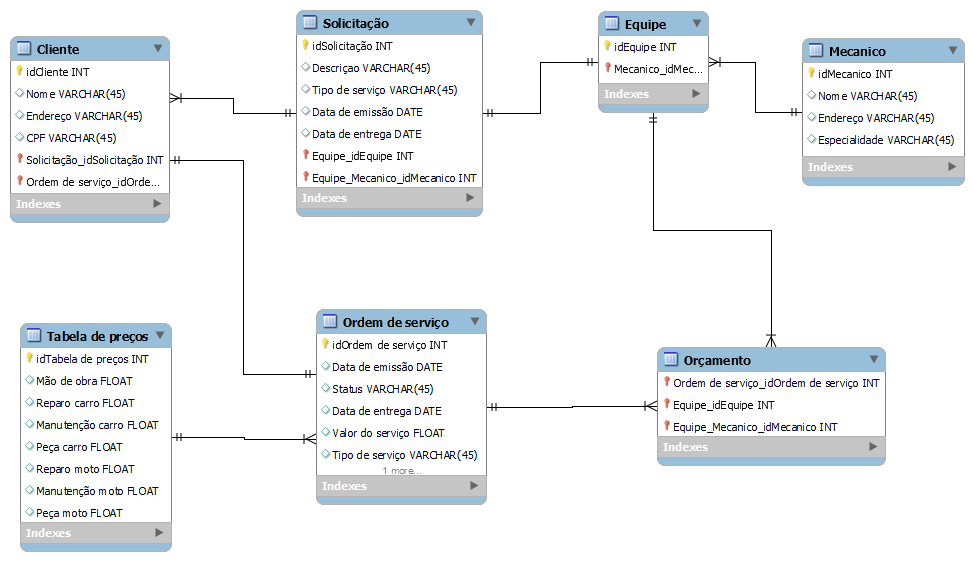 Cliente
idCliente INT
Nome VARCHAR(45)
Endereço VARCHAR(45)
CPF VARCHAR(45)
Solicitação_idSolicitação INT
Ordem de serviço_idOrde...
Indexes
Solicitação
idSolicitação INT
Descriçao VARCHAR(45)
Tipo de serviço VARCHAR(45)
Data de emissão DATE
Data de entrega DATE
Equipe_idEquipe INT
Equipe_Mecanico_idMecanico INT
Indexes
Equipe
idEquipe INT
Mecanico_idMec...
Indexes
Mecanico
idMecanico INT
Nome VARCHAR(45)
Endereço VARCHAR(45)
Especialidade VARCHAR(45)
Indexes
Tabela de preços
idTabela de preços INT
Mão de obra FLOAT
Reparo carro FLOAT
Manutenção carro FLOAT
Peça carro FLOAT
Reparo moto FLOAT
Manutenção moto FLOAT
Peça moto FLOAT
Indexes
Ordem de serviço
idOrdem de serviço INT
Data de emissão DATE
Status VARCHAR(45)
Data de entrega DATE
Valor do serviço FLOAT
Tipo de serviço VARCHAR(45)
1 more...
Indexes
Orçamento
Ordem de serviço_idOrdem de serviço INT
Equipe_idEquipe INT
Equipe_Mecanico_idMecanico INT
Indexes